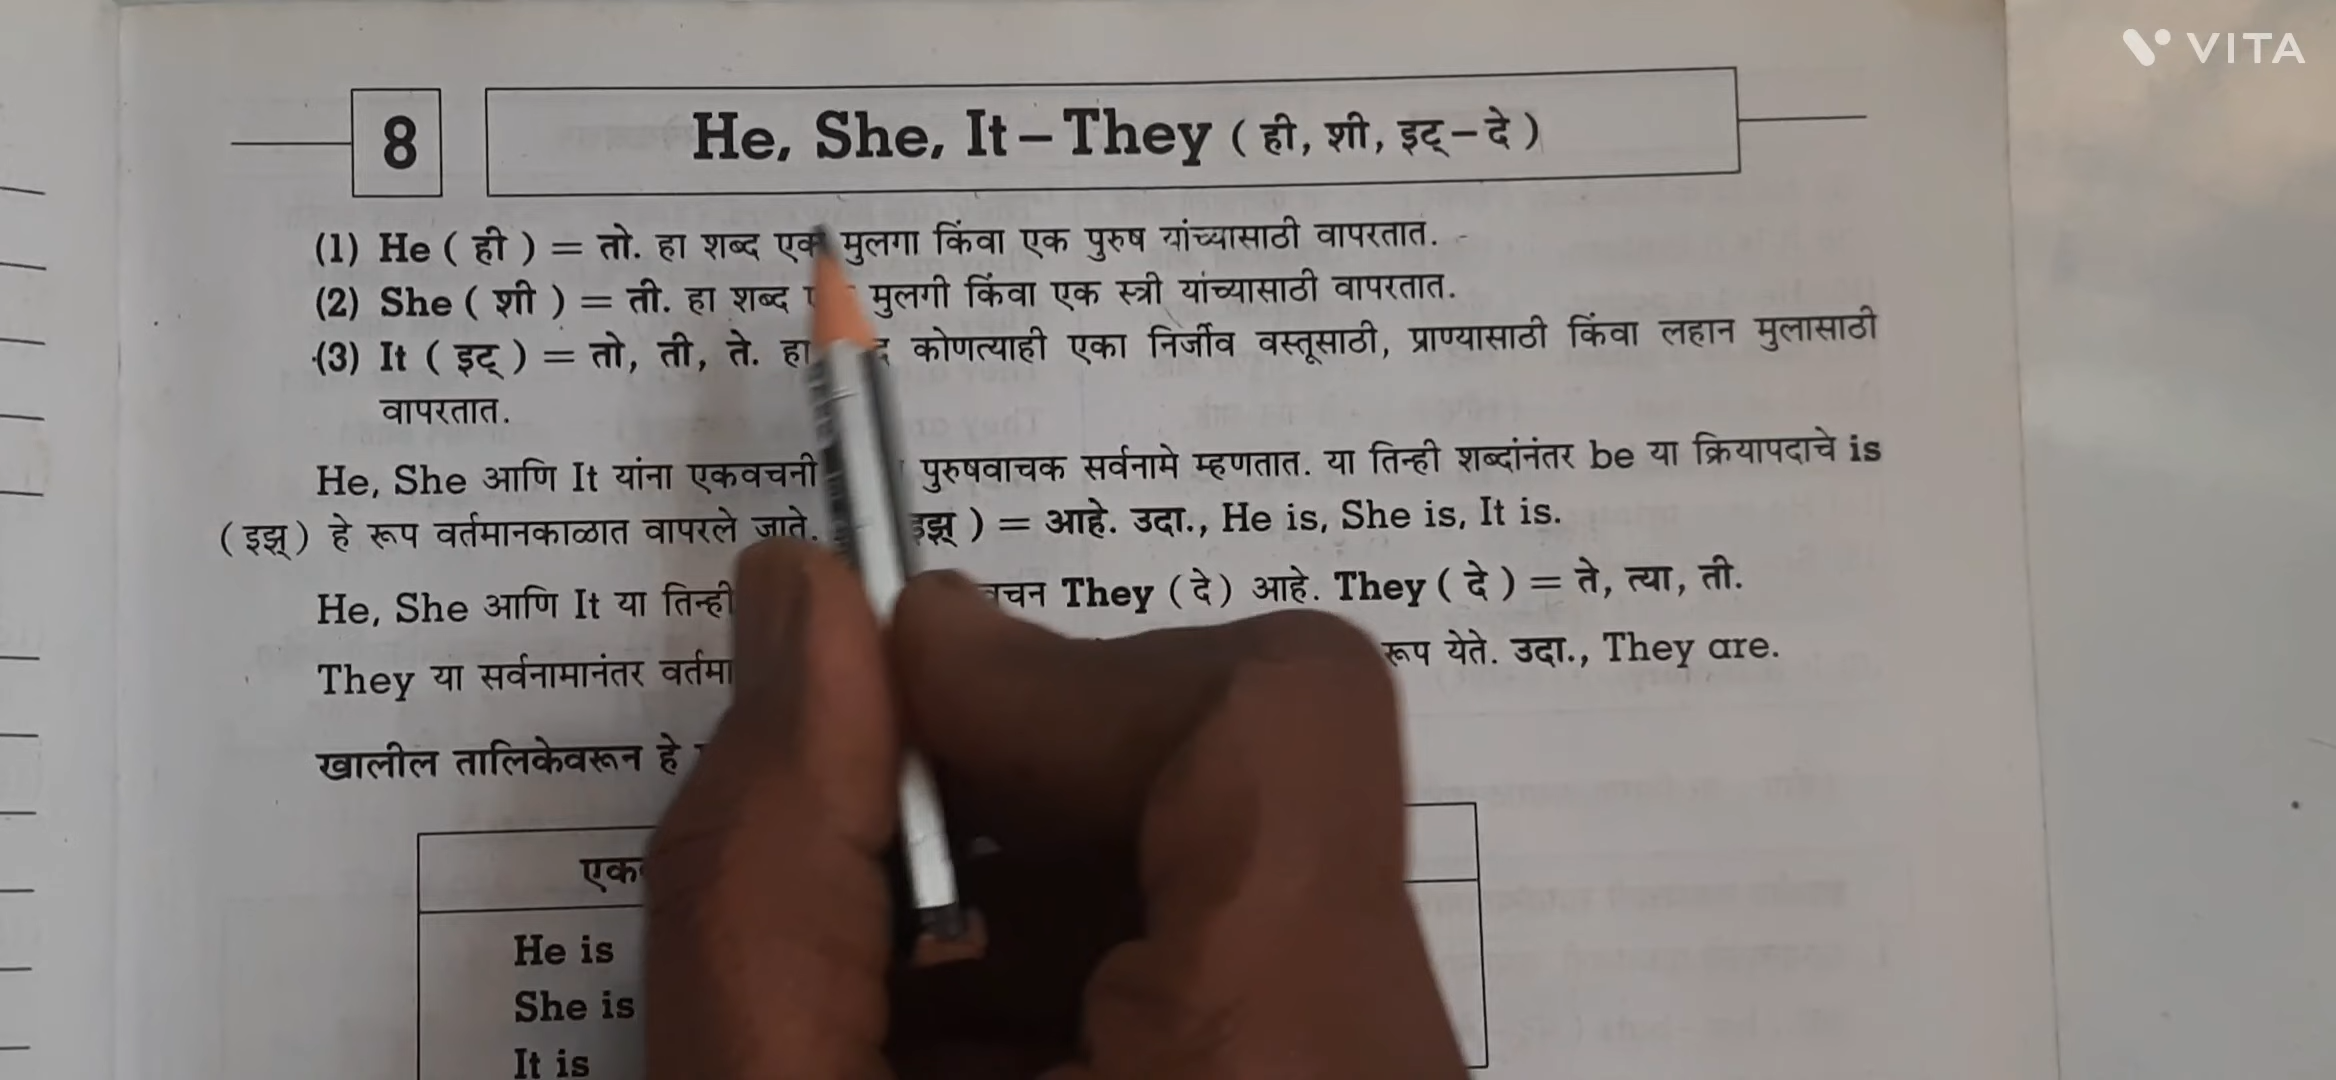 VITA
8
He, She, It – They ( ही, शी, इट् – दे )
(1) He ( ही ) = तो. हा शब्द एक मुलगा किंवा एक पुरुष यांच्यासाठी वापरतात.
(2) She ( शी ) = ती. हा शब्द मुलगी किंवा एक स्त्री यांच्यासाठी वापरतात.
(3) It ( इट् ) = तो, ती, ते. हा कोणत्याही एका निर्जीव वस्तूसाठी, प्राण्यासाठी किंवा लहान मुलासाठी
वापरतात.
He, She आणि It यांना एकवचनी पुरुषवाचक सर्वनामे म्हणतात. या तिन्ही शब्दांनंतर be या क्रियापदाचे is
( इझ् ) हे रूप वर्तमानकाळात वापरले जाते. इझ् ) = आहे. उदा., He is, She is, It is.
He, She आणि It या तिन्ही They ( दे ) आहे. They ( दे ) = ते, त्या, ती.
They या सर्वनामानंतर रूप येते. उदा., They are.
खालील तालिकेवरून हे
He is
She is
It is